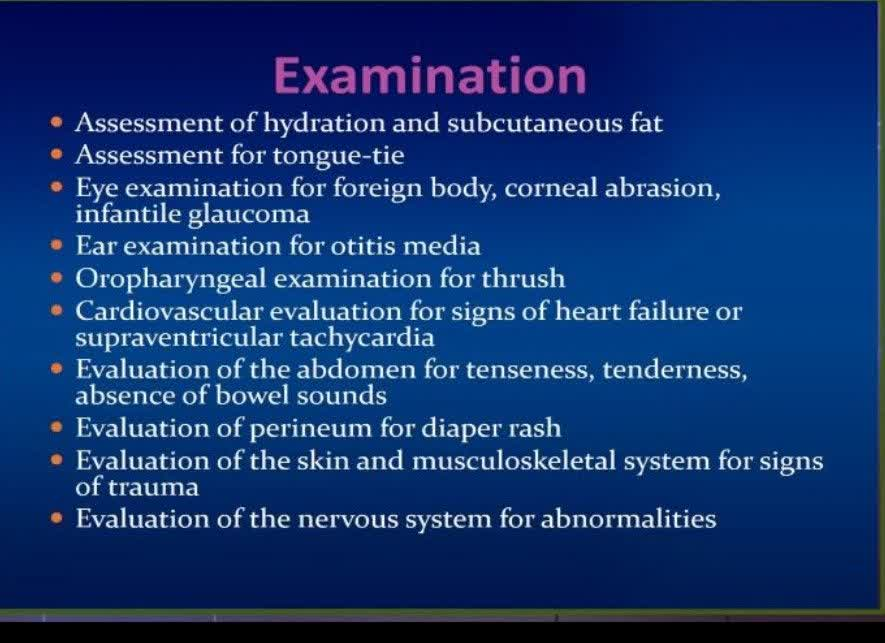 Examination
• Assessment of hydration and subcutaneous fat
• Assessment for tongue-tie
• Eye examination for foreign body, corneal abrasion,
infantile glaucoma
• Ear examination for otitis media
• Oropharyngeal examination for thrush
• Cardiovascular evaluation for signs of heart failure or
supraventricular tachycardia
• Evaluation of the abdomen for tenseness, tenderness,
absence of bowel sounds
• Evaluation of perineum for diaper rash
• Evaluation of the skin and musculoskeletal system for signs
of trauma
• Evaluation of the nervous system for abnormalities